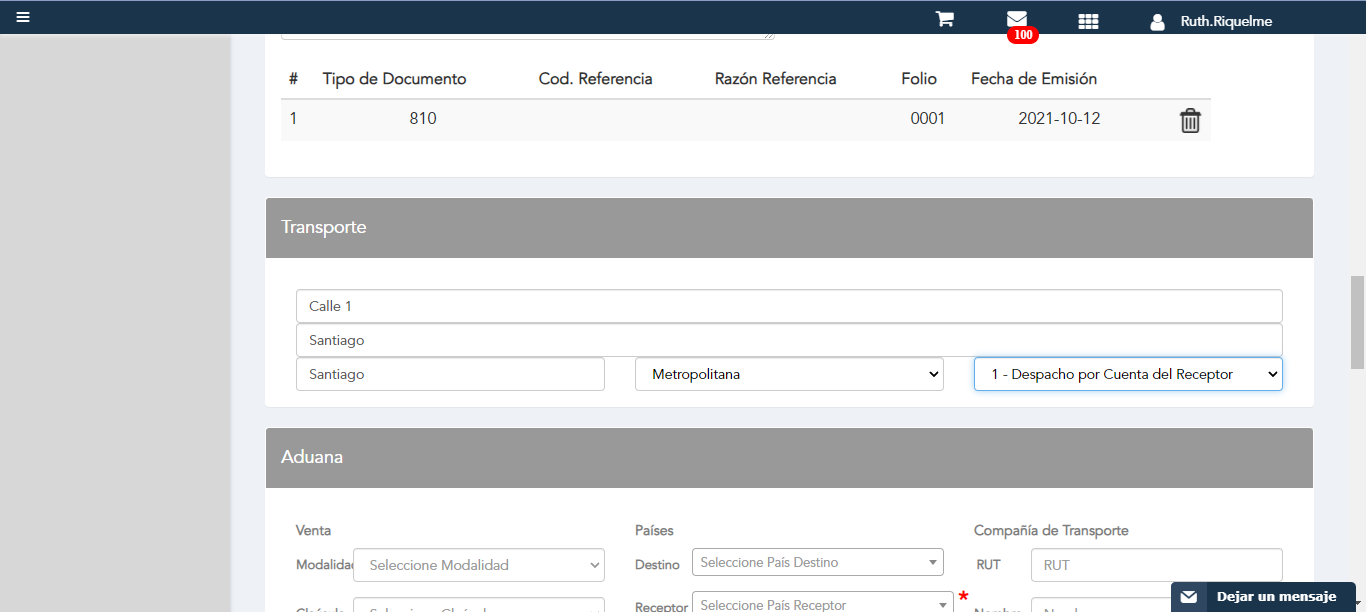 100
Ruth.Riquelme
# Tipo de Documento Cod. Referencia Razón Referencia Folio Fecha de Emisión
1 810 0001 2021-10-12
Transporte
Calle 1
Santiago
Santiago Metropolitana 1 - Despacho por Cuenta del Receptor
Aduana
Venta Países Compañía de Transporte
Modalidad Seleccione Modalidad Destino Seleccione País Destino RUT RUT
Receptor Seleccione País Receptor *
Dejar un mensaje